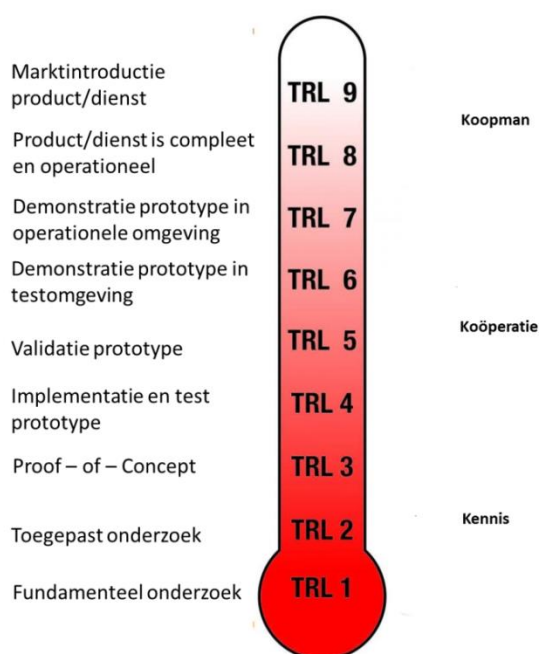 Marktintroductie
product/dienst
TRL 9
Koopman
Product/dienst is compleet
en operationeel
TRL 8
Demonstratie prototype in
operationele omgeving
TRL 7
Demonstratie prototype in
testomgeving
TRL 6
Koöperatie
Validatie prototype
TRL 5
Implementatie en test
prototype
TRL 4
Proof – of – Concept
TRL 3
Kennis
Toegepast onderzoek
TRL 2
Fundamenteel onderzoek
TRL 1